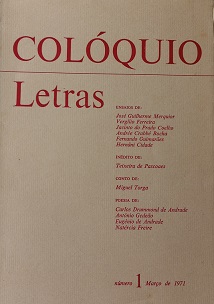 COLÓQUIO
Letras
ENSAIOS DE:
José Guilherme Merquior
Vergílio Ferreira
Jacinto do Prado Coelho
Andrée Crabbé Rocha
Fernando Guimarães
Hernâni Cidade
INÉDITO DE:
Teixeira de Pascoaes
CONTO DE:
Miguel Torga
POESIA DE:
Carlos Drummond de Andrade
António Gedeão
Eugénio de Andrade
Natércia Freire
número 1 Março de 1971